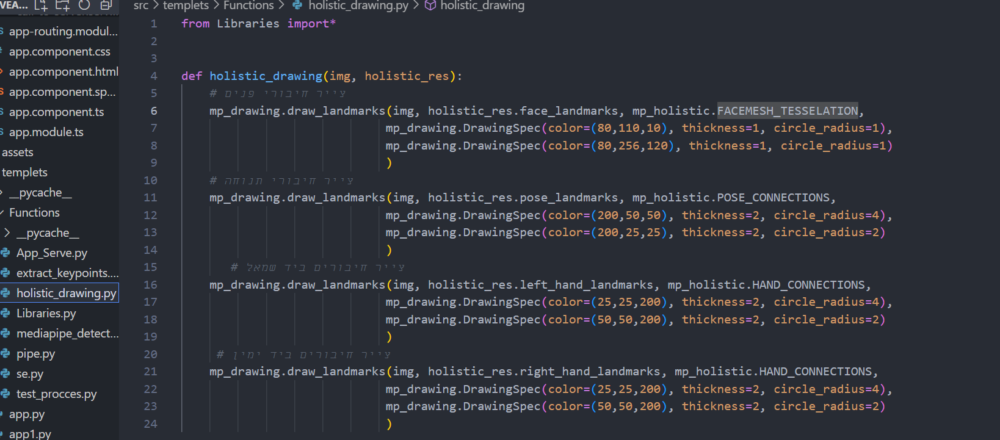 VEA...
src > templets > Functions > holistic_drawing.py > holistic_drawing
app-routing.modul...
app.component.css
app.component.html
app.component.sp...
app.component.ts
app.module.ts
assets
templets
__pycache__
Functions
__pycache__
App_Serve.py
extract_keypoints....
holistic_drawing.py
Libraries.py
mediapipe_detect...
pipe.py
se.py
test_procces.py
app.py
app1.py
1 from Libraries import*
2
3
4 def holistic_drawing(img, holistic_res):
5 # צייר חיבורי פנים
6 mp_drawing.draw_landmarks(img, holistic_res.face_landmarks, mp_holistic.FACEMESH_TESSELATION,
7 mp_drawing.DrawingSpec(color=(80,110,10), thickness=1, circle_radius=1),
8 mp_drawing.DrawingSpec(color=(80,256,120), thickness=1, circle_radius=1)
9 )
10 # צייר חיבורי תנוחה
11 mp_drawing.draw_landmarks(img, holistic_res.pose_landmarks, mp_holistic.POSE_CONNECTIONS,
12 mp_drawing.DrawingSpec(color=(200,50,50), thickness=2, circle_radius=4),
13 mp_drawing.DrawingSpec(color=(200,25,25), thickness=2, circle_radius=2)
14 )
15 # צייר חיבורים ביד שמאל
16 mp_drawing.draw_landmarks(img, holistic_res.left_hand_landmarks, mp_holistic.HAND_CONNECTIONS,
17 mp_drawing.DrawingSpec(color=(25,25,200), thickness=2, circle_radius=4),
18 mp_drawing.DrawingSpec(color=(50,50,200), thickness=2, circle_radius=2)
19 )
20 # צייר חיבורים ביד ימין
21 mp_drawing.draw_landmarks(img, holistic_res.right_hand_landmarks, mp_holistic.HAND_CONNECTIONS,
22 mp_drawing.DrawingSpec(color=(25,25,200), thickness=2, circle_radius=4),
23 mp_drawing.DrawingSpec(color=(50,50,200), thickness=2, circle_radius=2)
24 )